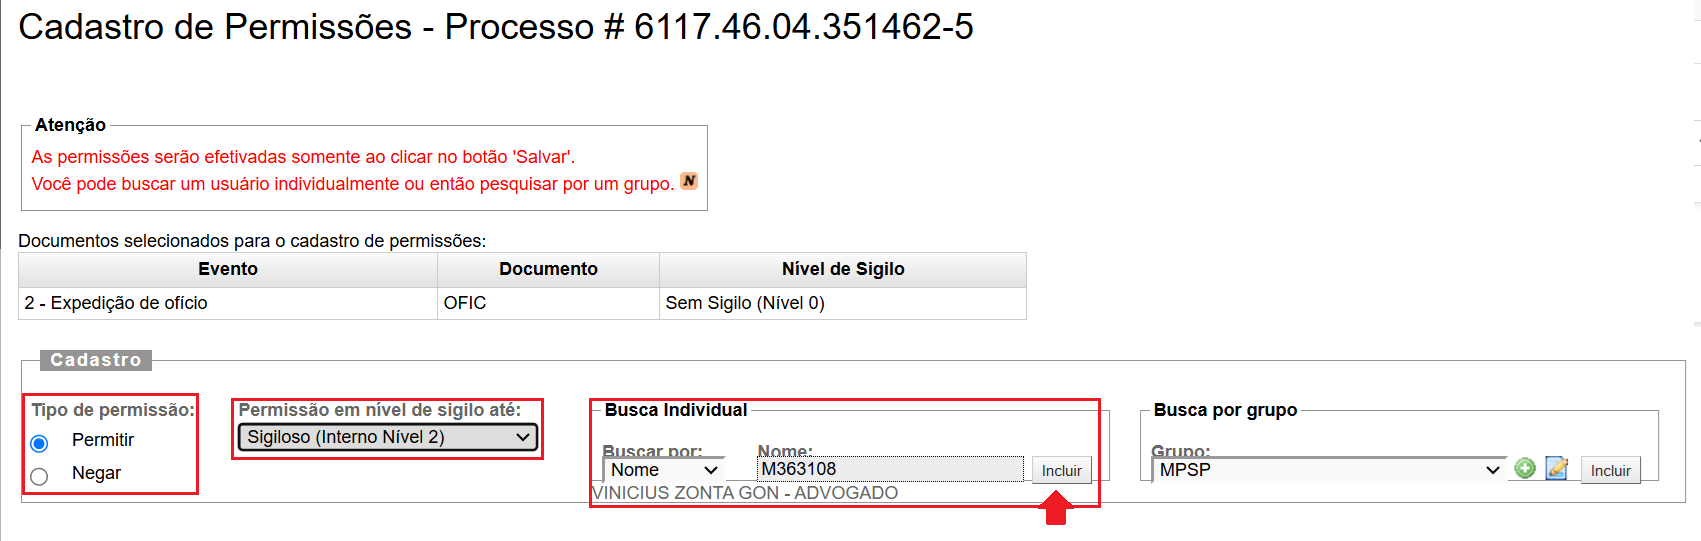 Cadastro de Permissões - Processo # 6117.46.04.351462-5
Atenção
As permissões serão efetivadas somente ao clicar no botão 'Salvar'.
Você pode buscar um usuário individualmente ou então pesquisar por um grupo. N
Documentos selecionados para o cadastro de permissões:
Evento Documento Nível de Sigilo
2 - Expedição de ofício OFIC Sem Sigilo (Nível 0)
Cadastro
Tipo de permissão:
Permitir
Negar
Permissão em nível de sigilo até:
Sigiloso (Interno Nível 2)
Busca Individual
Buscar por: Nome:
Nome M363108 Incluir
VINICIUS ZONTA GON - ADVOGADO
Busca por grupo
Grupo:
MPSP Incluir